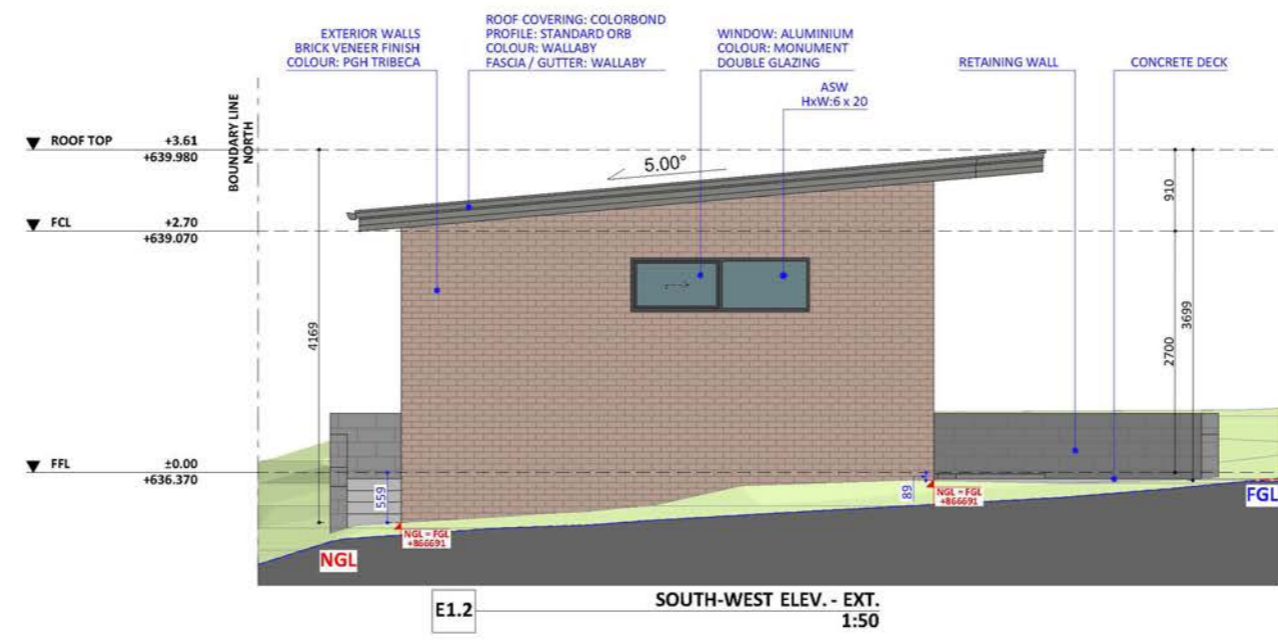 EXTERIOR WALLS
BRICK VENEER FINISH
COLOUR: PGH TRIBECA
ROOF COVERING: COLORBOND
PROFILE: STANDARD ORB
COLOUR: WALLABY
FASCIA / GUTTER: WALLABY
WINDOW: ALUMINIUM
COLOUR: MONUMENT
DOUBLE GLAZING
ASW
HxW:6 x 20
RETAINING WALL
CONCRETE DECK
BOUNDARY LINE
NORTH
ROOF TOP +3.61
+639.980
5.00°
FCL +2.70
+639.070
910
3699
2700
4169
FFL ±0.00
+636.370
559
89
NGL = FGL
+866691
NGL = FGL
+866691
NGL
FGL
E1.2
SOUTH-WEST ELEV. - EXT.
1:50